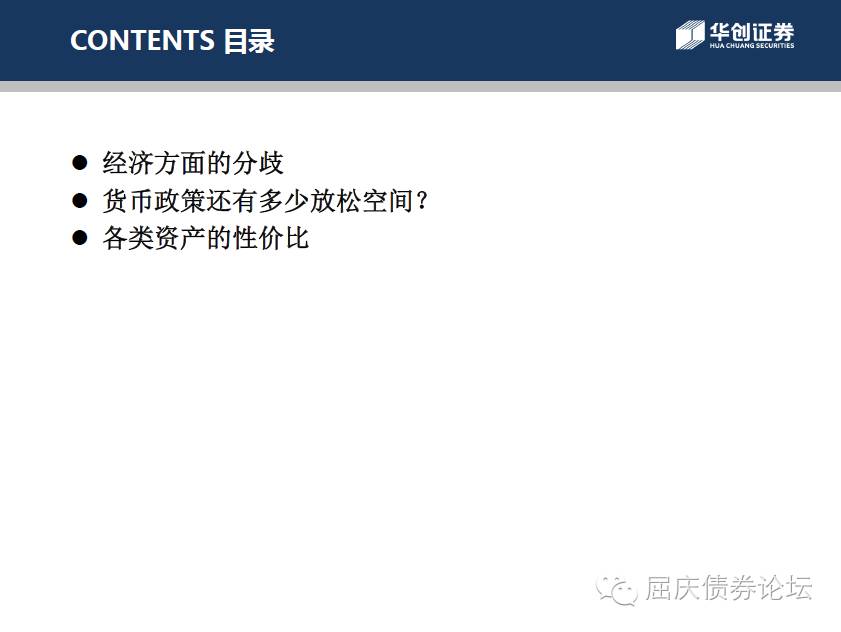 CONTENTS 目录
华创证券
HUA CHUANG SECURITIES
● 经济方面的分歧
● 货币政策还有多少放松空间？
● 各类资产的性价比
屈庆债券论坛